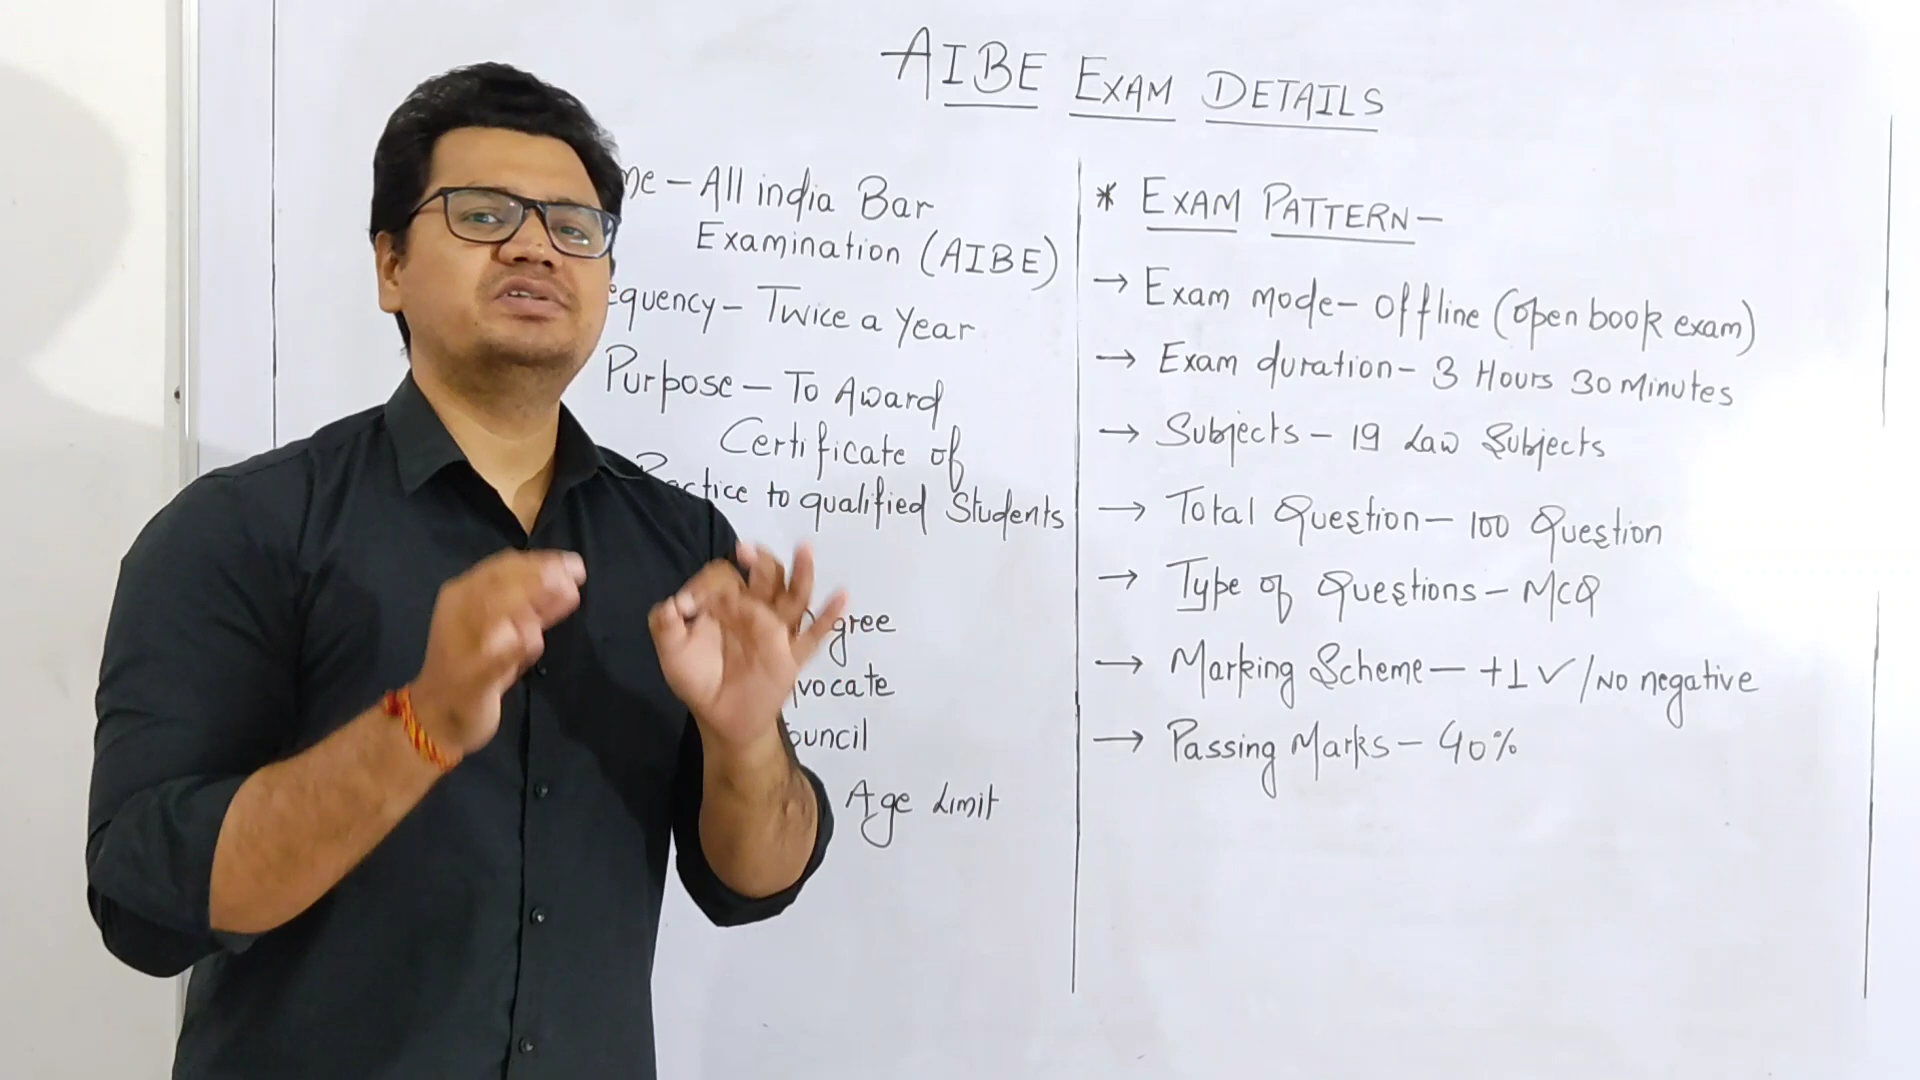 AIBE EXAM DETAILS
me - All india Bar
Examination (AIBE)
equency - Twice a Year
Purpose - To Award
Certificate of
Practice to qualified Students
gree
vocate
ouncil
Age Limit
* EXAM PATTERN -
→ Exam mode - offline (open book exam)
→ Exam duration - 3 Hours 30 Minutes
→ Subjects - 19 Law Subjects
→ Total Question - 100 Question
→ Type of Questions - MCQ
→ Marking Scheme - +1 ✓ / No negative
→ Passing Marks - 40%